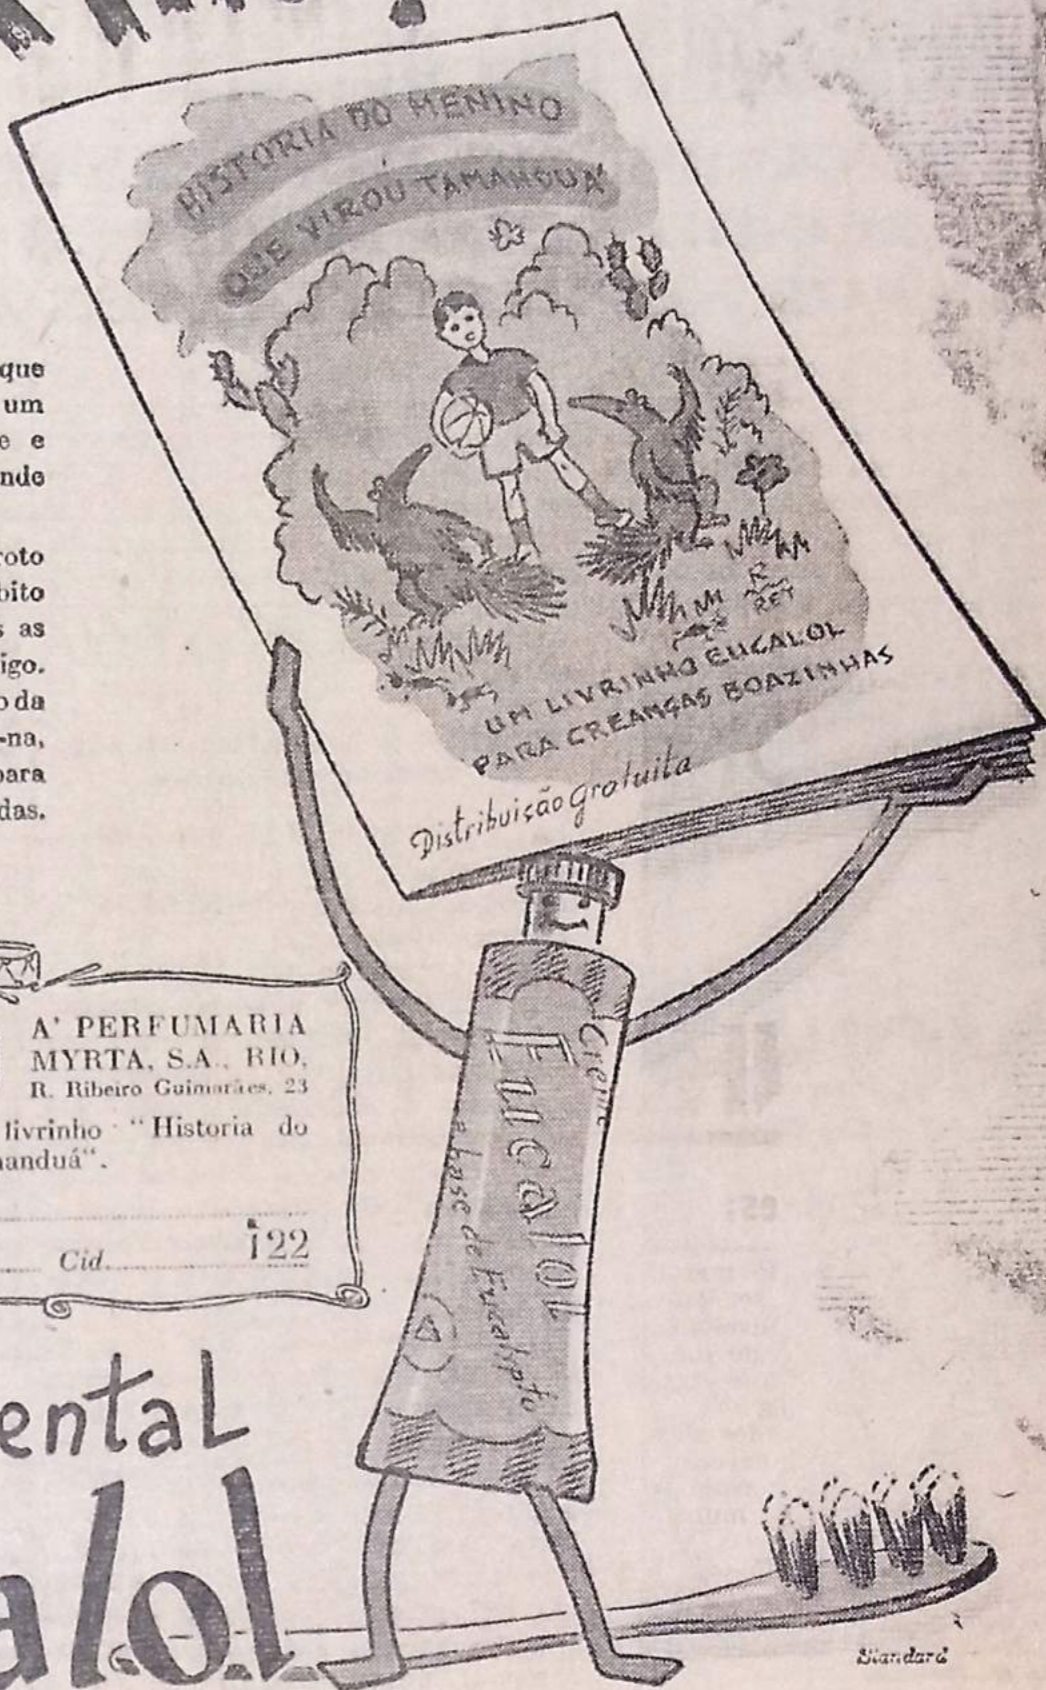 HISTORIA DO MENINO
QUE VIROU TAMANDUÁ
RET
UM LIVRINHO EUCALOL
PARA CREANÇAS BOAZINHAS
Distribuição gratuita
que
um
e e
ndo
roto
bito
s as
igo.
o da
-na,
para
das.
A' PERFUMARIA
MYRTA, S.A., RIO,
R. Ribeiro Guimarães, 23
livrinho "Historia do
nanduá".
Cid.
122
Creme
Eucalol
a base de Eucalypto
ental
alol
Standard